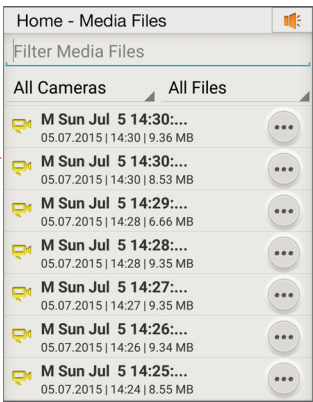 Home - Media Files
Filter Media Files
All Cameras All Files
M Sun Jul 5 14:30:...
05.07.2015 | 14:30 | 9.36 MB
M Sun Jul 5 14:30:...
05.07.2015 | 14:30 | 8.53 MB
M Sun Jul 5 14:29:...
05.07.2015 | 14:28 | 6.66 MB
M Sun Jul 5 14:28:...
05.07.2015 | 14:28 | 9.35 MB
M Sun Jul 5 14:27:...
05.07.2015 | 14:27 | 9.35 MB
M Sun Jul 5 14:26:...
05.07.2015 | 14:26 | 9.34 MB
M Sun Jul 5 14:25:...
05.07.2015 | 14:24 | 8.55 MB